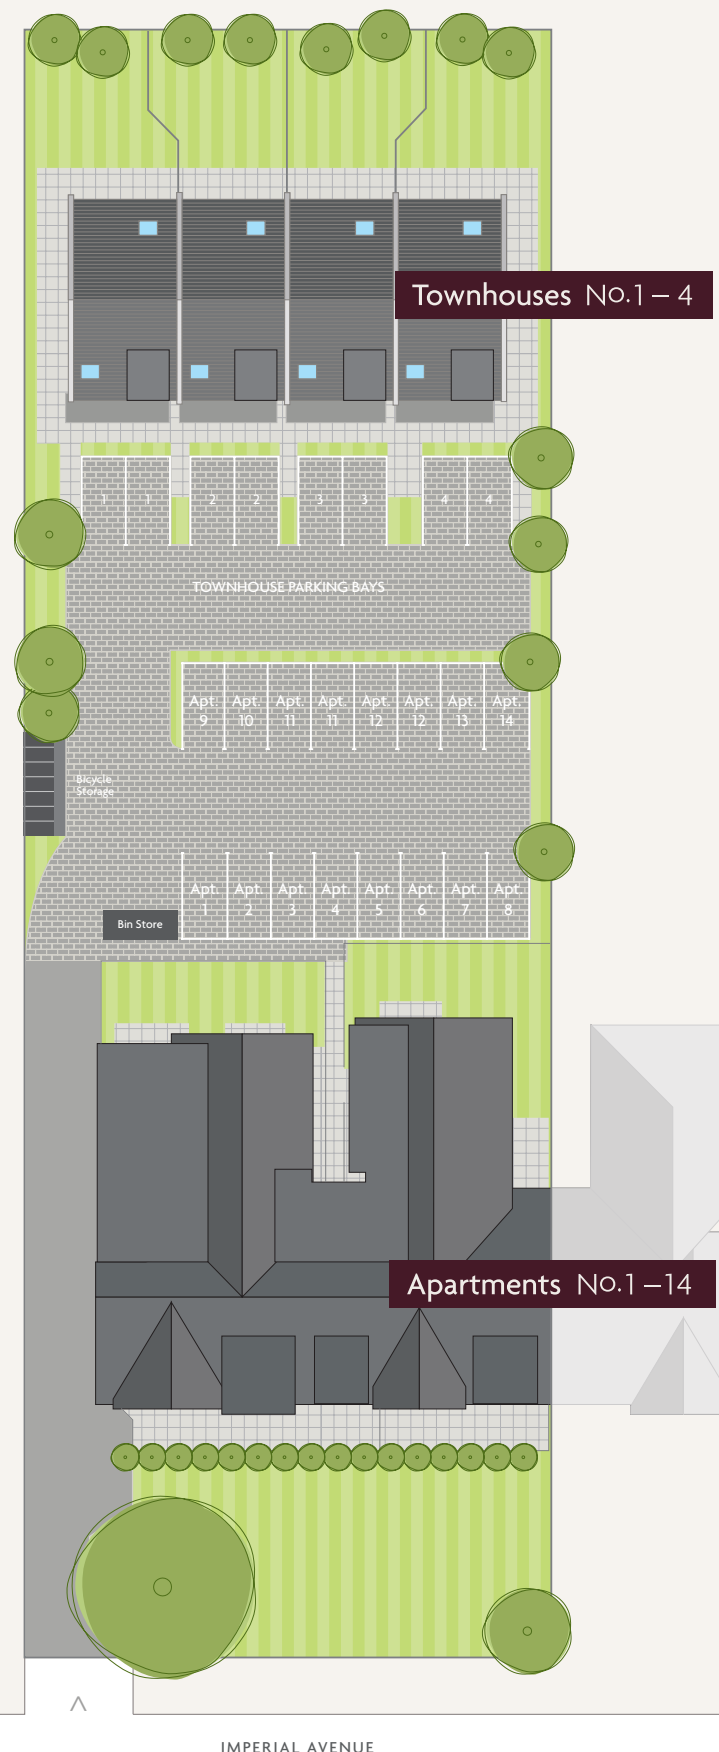 Townhouses No.1 – 4
1 1 2 2 3 3 4 4
TOWNHOUSE PARKING BAYS
Apt. Apt. Apt. Apt. Apt. Apt. Apt. Apt.
9 10 11 11 12 12 13 14
Bicycle
Storage
Apt. Apt. Apt. Apt. Apt. Apt. Apt. Apt.
1 2 3 4 5 6 7 8
Bin Store
Apartments No.1 –14
IMPERIAL AVENUE